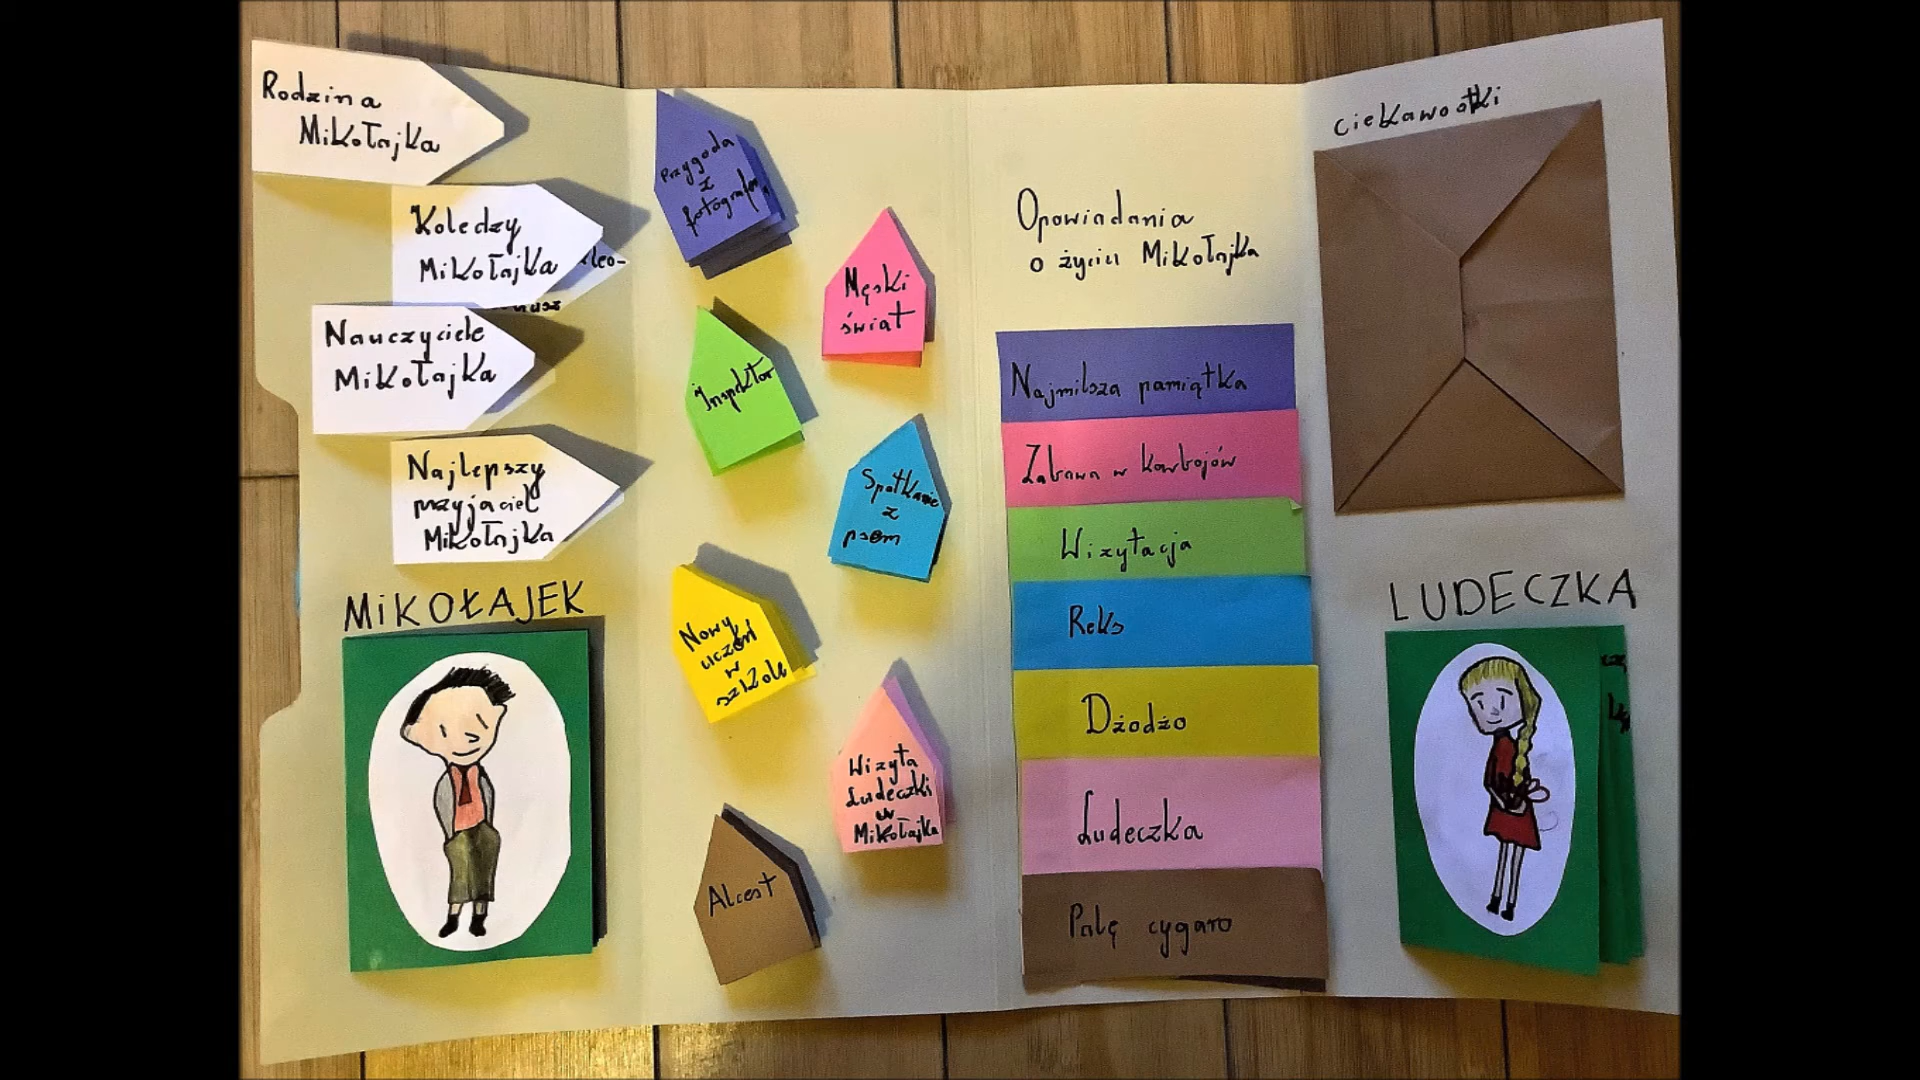 Rodzina
Mikołajka
Koledzy
Mikołajka
Nauczyciele
Mikołajka
Najlepszy
przyjaciel
Mikołajka
MIKOŁAJEK
Przygoda
z
fotografem
Męski
świat
Inspektor
Spotkanie
z
psem
Nowy
uczeń
w
szkole
Wizyta
Ludeczki
u
Mikołajka
Alcest
Opowiadania
o życiu Mikołajka
Najmilsza pamiątka
Zabawa w kowbojów
Wizytacja
Reks
Dżodżo
Ludeczka
Palę cygaro
ciekawostki
LUDECZKA